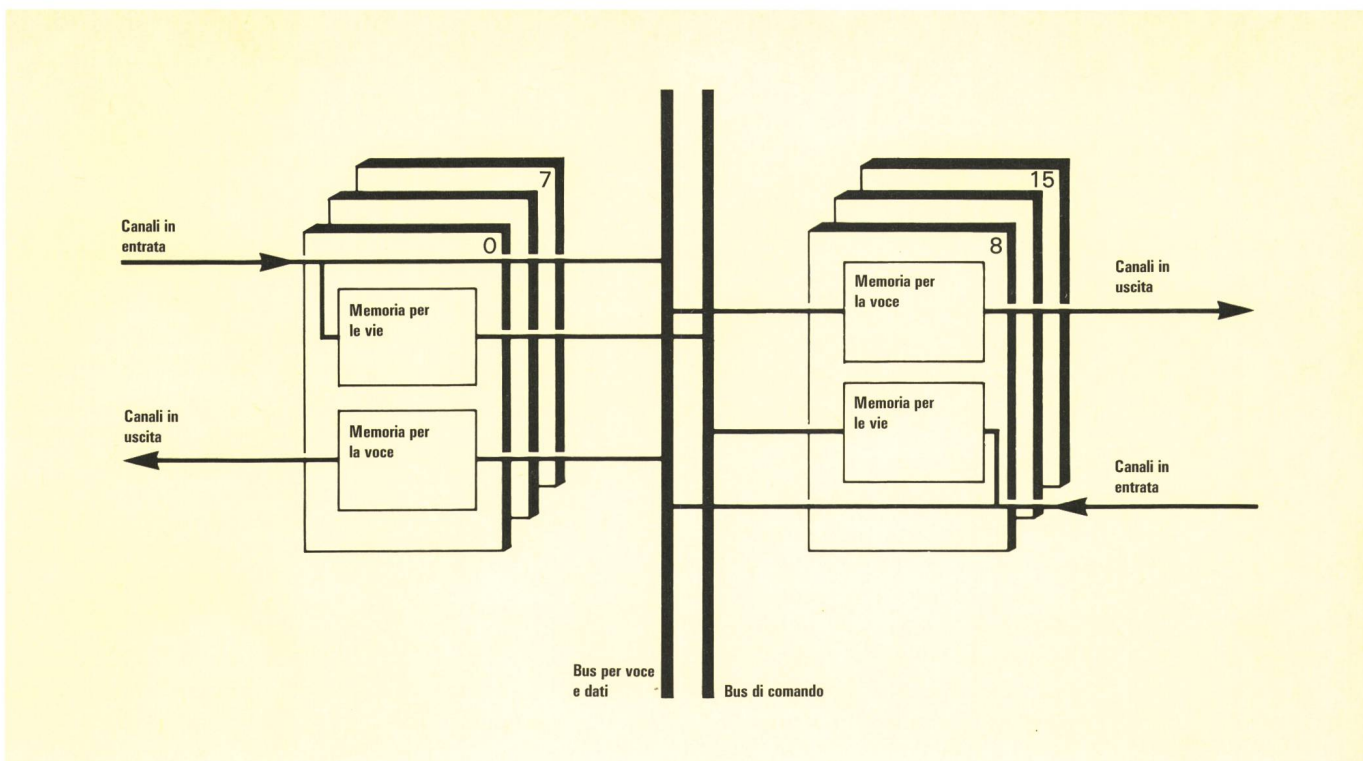 7
15
Canali in
entrata
0
8
Memoria per
le vie
Memoria per
la voce
Canali in
uscita
Canali in
uscita
Memoria per
la voce
Memoria per
le vie
Canali in
entrata
Bus per voce
e dati
Bus di comando